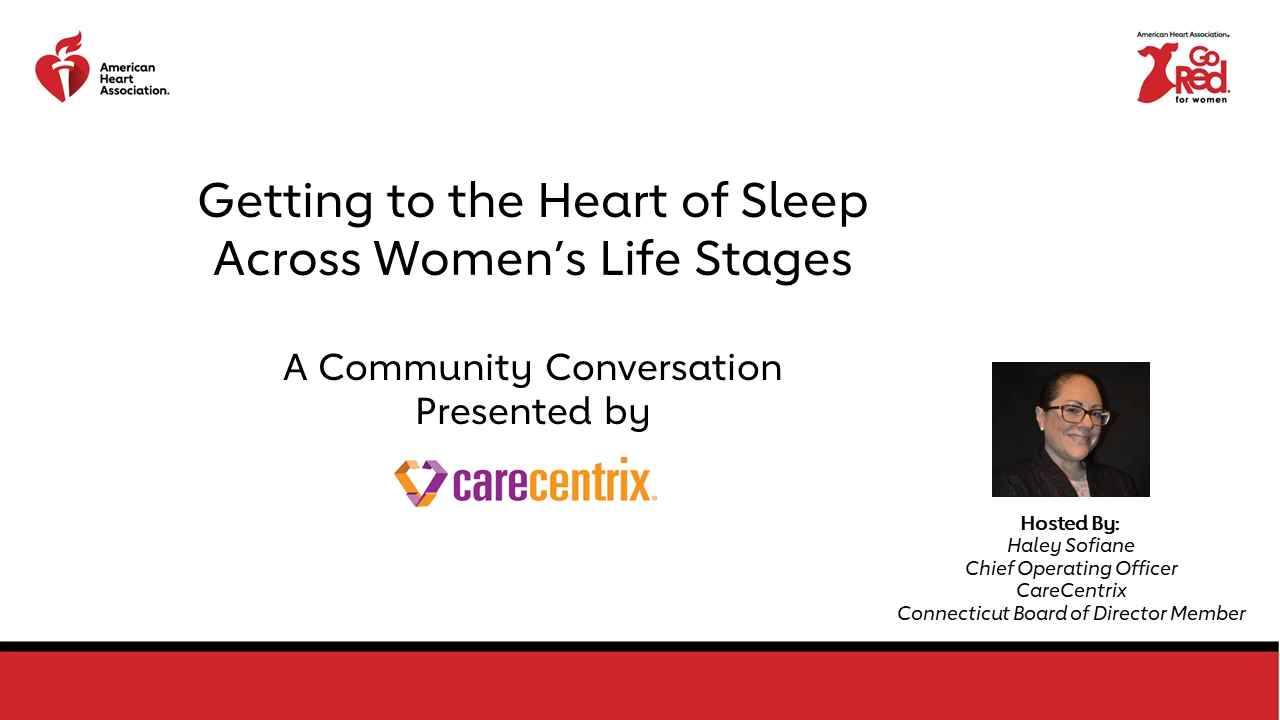 American
Heart
Association.
American Heart Association.
Go
Red.
for women
Getting to the Heart of Sleep
Across Women's Life Stages
A Community Conversation
Presented by
carecentrix.
Hosted By:
Haley Sofiane
Chief Operating Officer
CareCentrix
Connecticut Board of Director Member